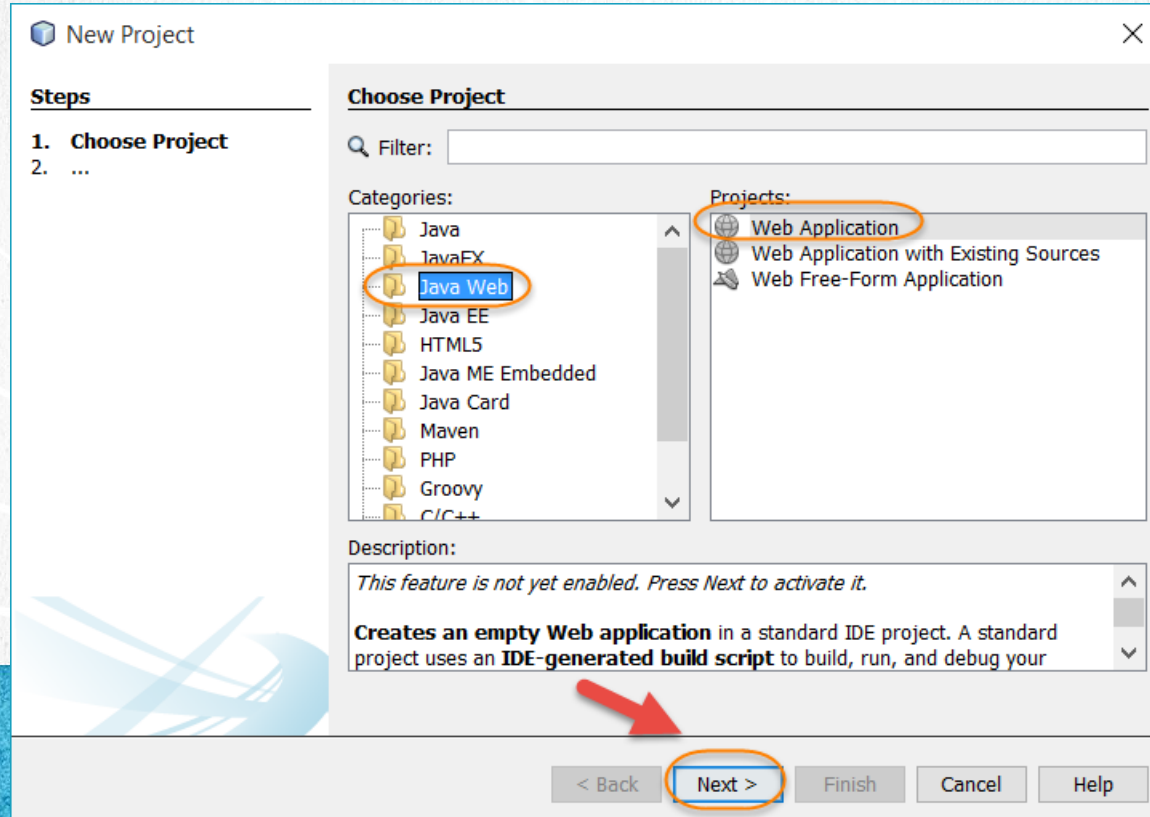 New Project
Steps
1. Choose Project
2. ...
Choose Project
Filter:
Categories:
Java
JavaFX
Java Web
Java EE
HTML5
Java ME Embedded
Java Card
Maven
PHP
Groovy
C/C++
Projects:
Web Application
Web Application with Existing Sources
Web Free-Form Application
Description:
This feature is not yet enabled. Press Next to activate it.
Creates an empty Web application in a standard IDE project. A standard
project uses an IDE-generated build script to build, run, and debug your
< Back Next > Finish Cancel Help